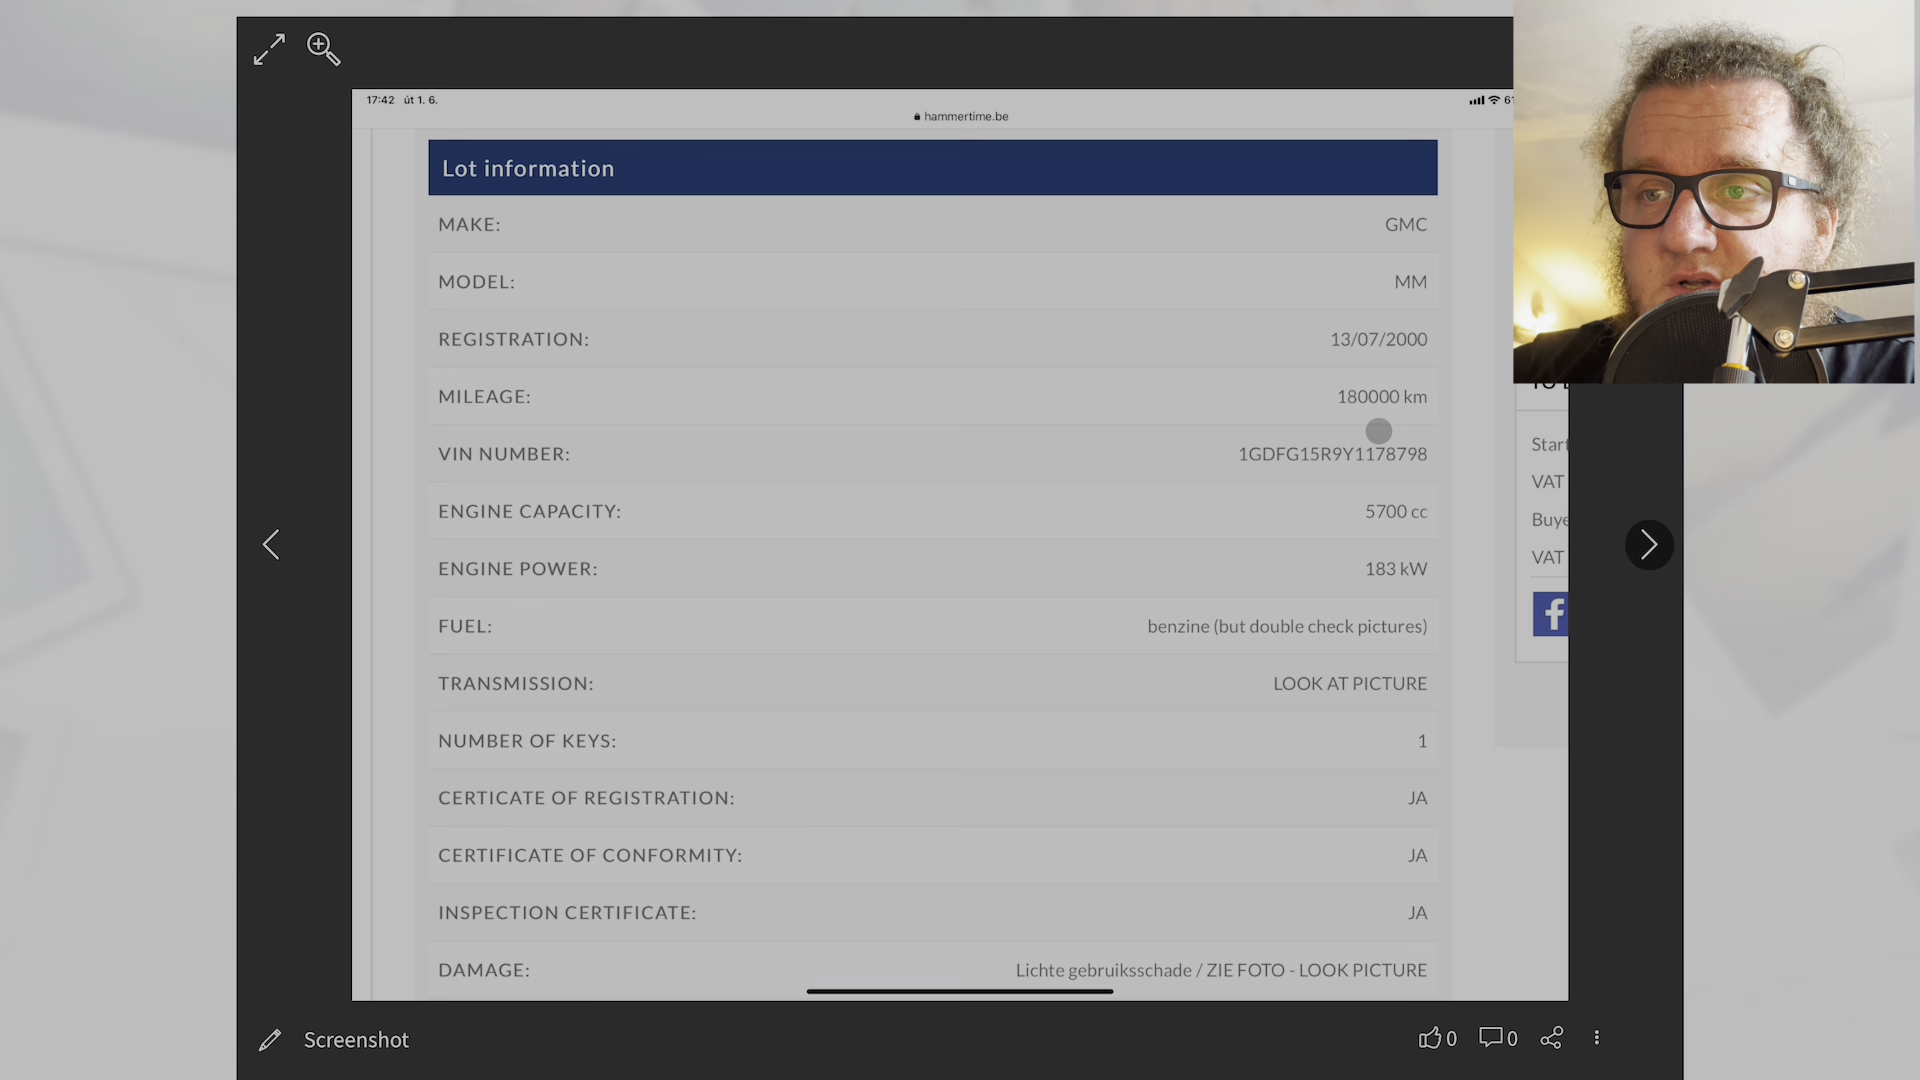 17:42 út 1. 6.
hammertime.be
Lot information
MAKE: GMC
MODEL: MM
REGISTRATION: 13/07/2000
MILEAGE: 180000 km
VIN NUMBER: 1GDFG15R9Y1178798
ENGINE CAPACITY: 5700 cc
ENGINE POWER: 183 kW
FUEL: benzine (but double check pictures)
TRANSMISSION: LOOK AT PICTURE
NUMBER OF KEYS: 1
CERTICATE OF REGISTRATION: JA
CERTIFICATE OF CONFORMITY: JA
INSPECTION CERTIFICATE: JA
DAMAGE: Lichte gebruiksschade / ZIE FOTO - LOOK PICTURE
VAT
VAT
Screenshot
0
0